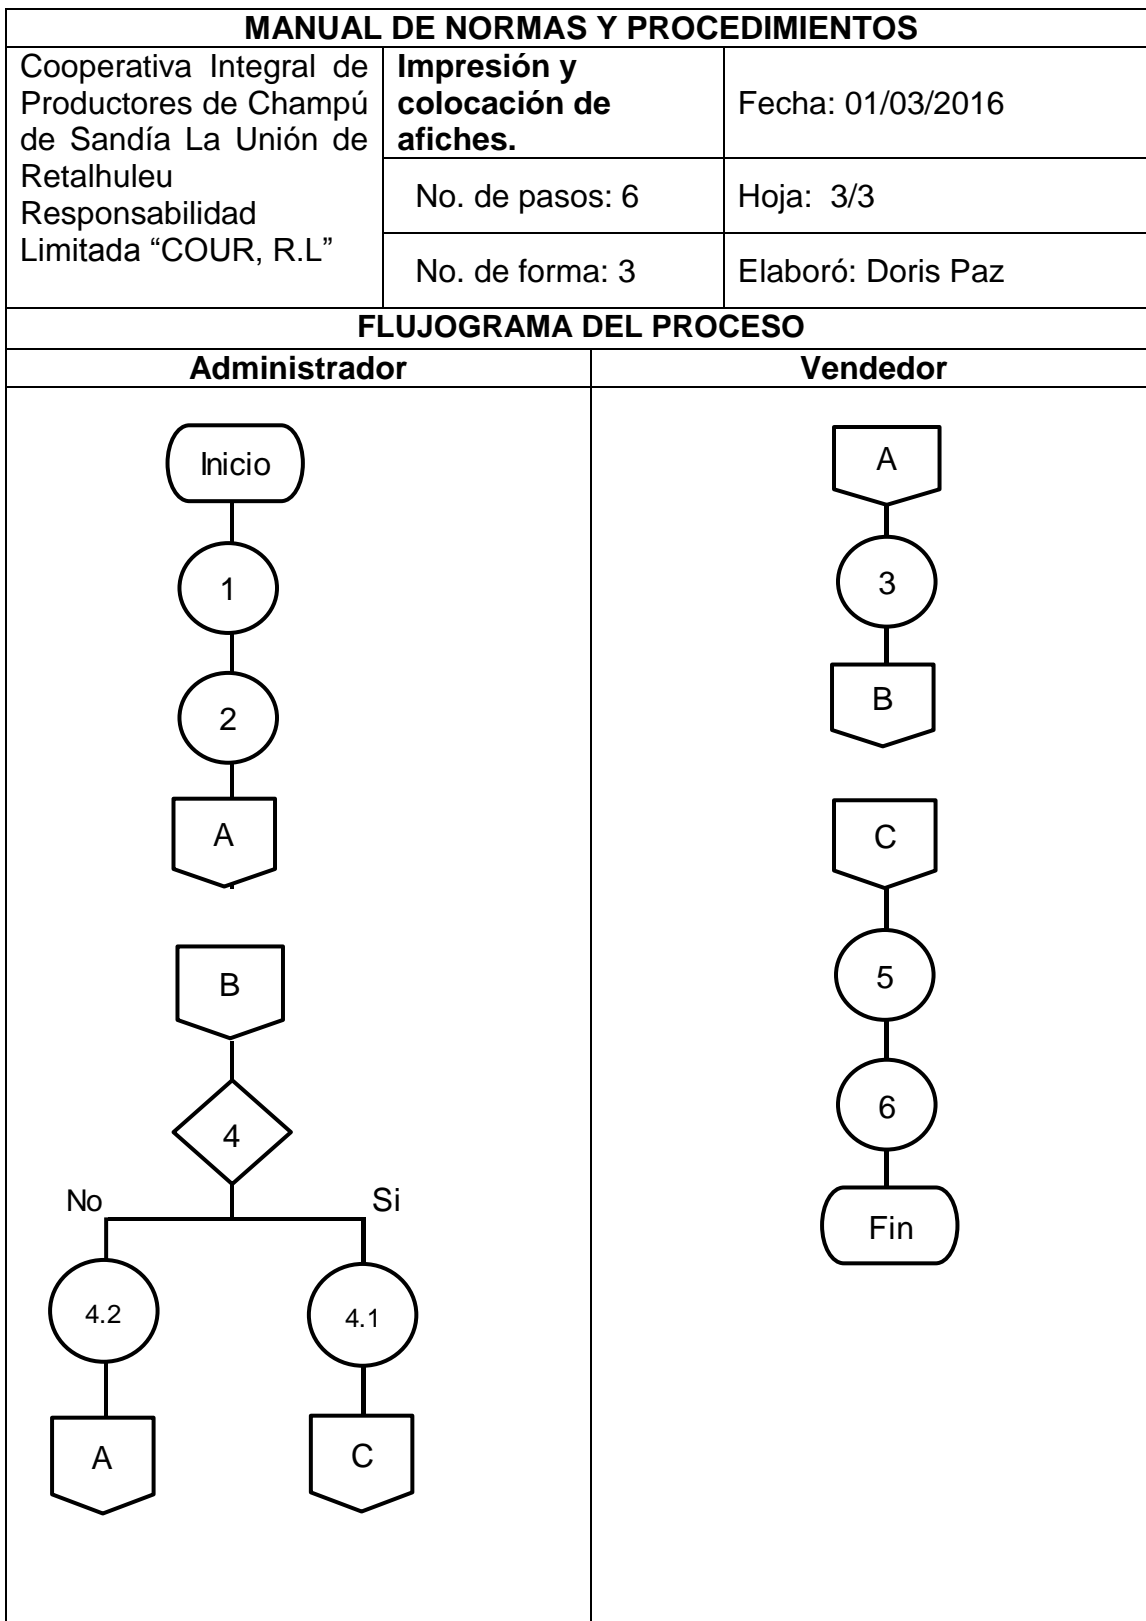 MANUAL DE NORMAS Y PROCEDIMIENTOS
Cooperativa Integral de
Productores de Champú
de Sandía La Unión de
Retalhuleu
Responsabilidad
Limitada “COUR, R.L”
Impresión y
colocación de
afiches.
Fecha: 01/03/2016
No. de pasos: 6
Hoja: 3/3
No. de forma: 3
Elaboró: Doris Paz
FLUJOGRAMA DEL PROCESO
Administrador
Inicio
1
2
A
B
4
No
Si
4.2
4.1
A
C
Vendedor
A
3
B
C
5
6
Fin